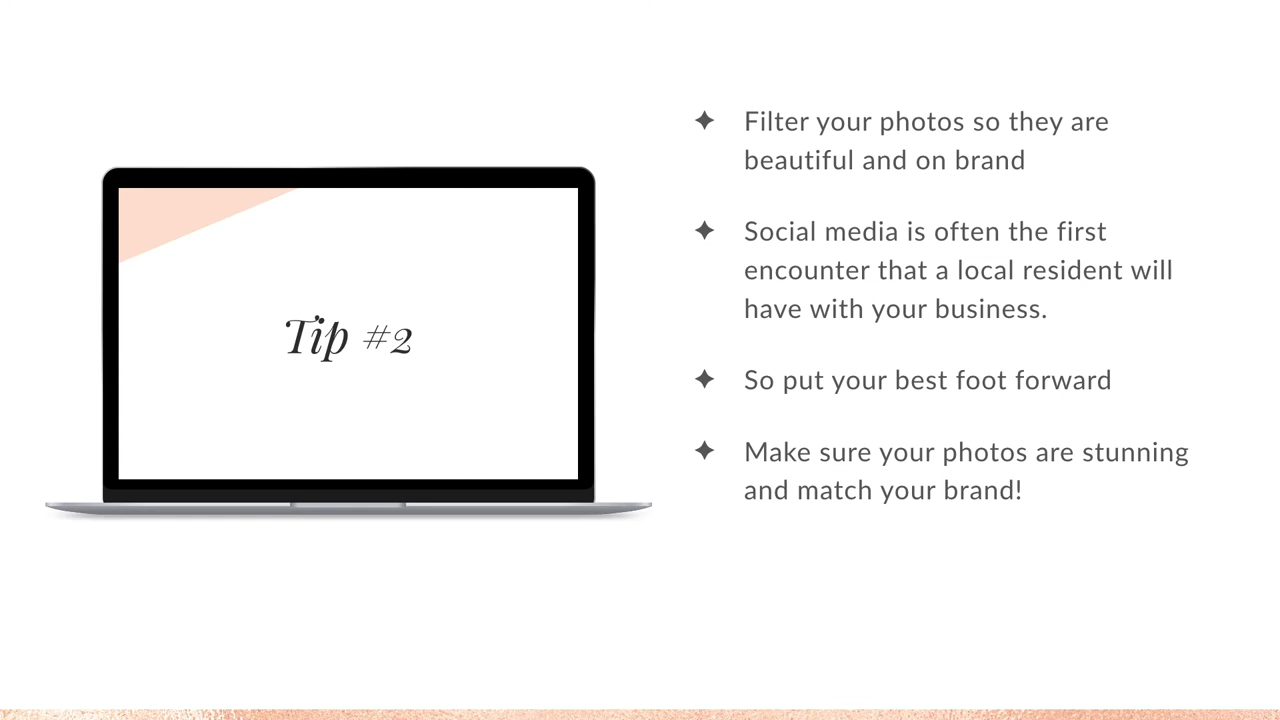 Tip #2
Filter your photos so they are
beautiful and on brand
Social media is often the first
encounter that a local resident will
have with your business.
So put your best foot forward
Make sure your photos are stunning
and match your brand!